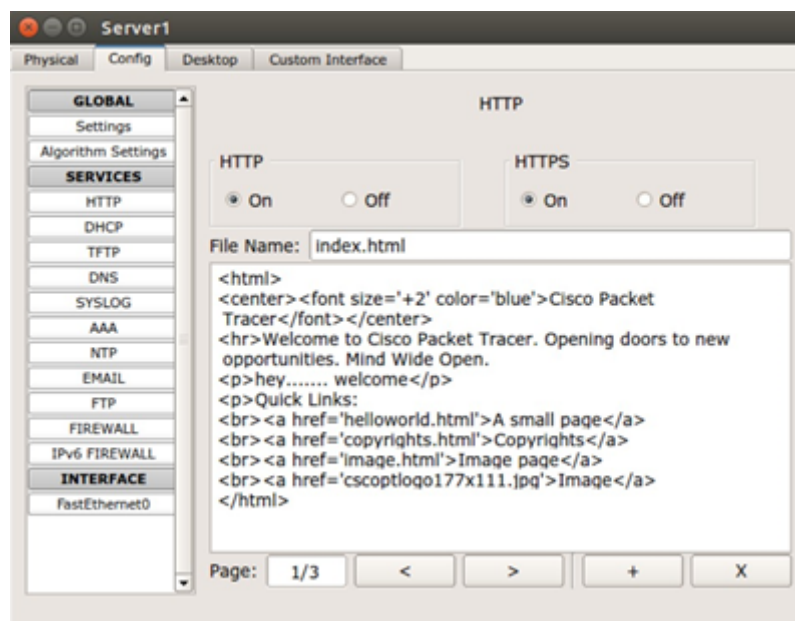 Server1
Physical Config Desktop Custom Interface
GLOBAL
Settings
Algorithm Settings
SERVICES
HTTP
DHCP
TFTP
DNS
SYSLOG
AAA
NTP
EMAIL
FTP
FIREWALL
IPv6 FIREWALL
INTERFACE
FastEthernet0
HTTP
HTTP HTTPS
On Off On Off
File Name: index.html
<html>
<center><font size='+2' color='blue'>Cisco Packet
Tracer</font></center>
<hr>Welcome to Cisco Packet Tracer. Opening doors to new
opportunities. Mind Wide Open.
<p>hey....... welcome</p>
<p>Quick Links:
<br><a href='helloworld.html'>A small page</a>
<br><a href='copyrights.html'>Copyrights</a>
<br><a href='image.html'>Image page</a>
<br><a href='cscoptlogo177x111.jpg'>Image</a>
</html>
Page: 1/3 < > + X